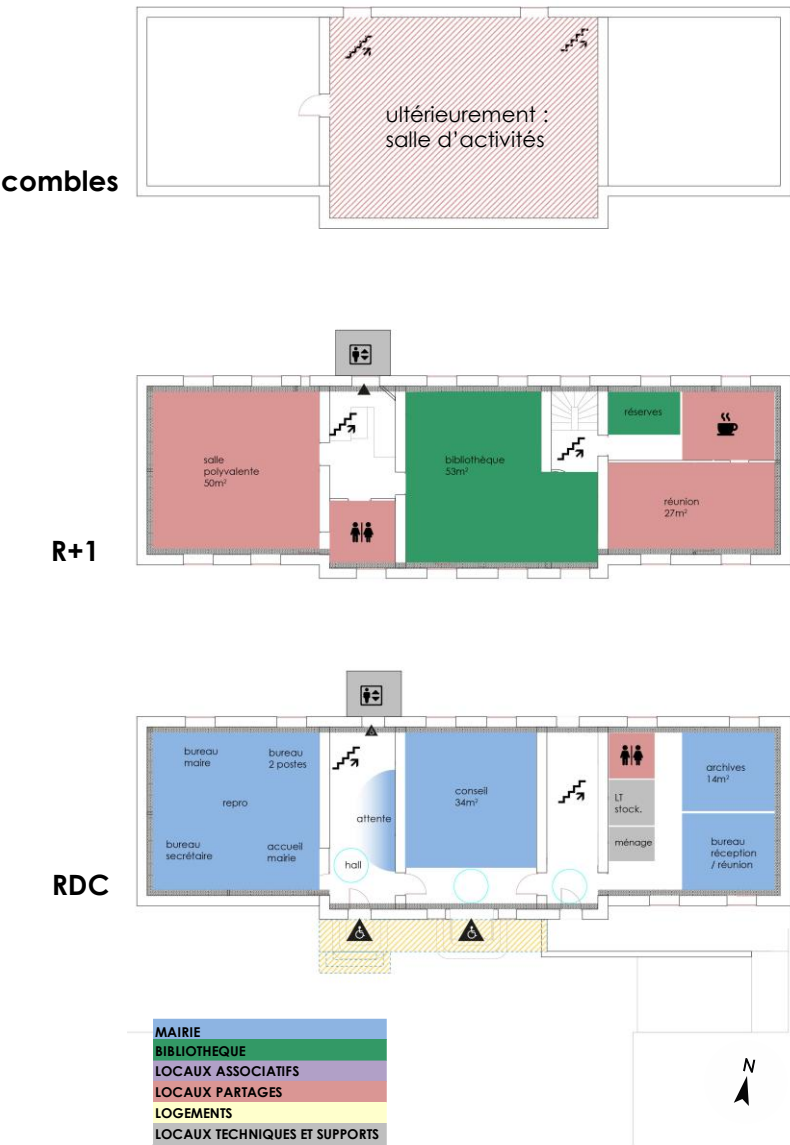 ultérieurement :
salle d'activités
combles
réserves
salle
polyvalente
50m²
bibliothèque
53m²
réunion
27m²
R+1
bureau
maire
bureau
2 postes
repro
bureau
secrétaire
accueil
mairie
attente
hall
conseil
34m²
LT
stock.
ménage
archives
14m²
bureau
réception
/ réunion
RDC
MAIRIE
BIBLIOTHEQUE
LOCAUX ASSOCIATIFS
LOCAUX PARTAGES
LOGEMENTS
LOCAUX TECHNIQUES ET SUPPORTS
N